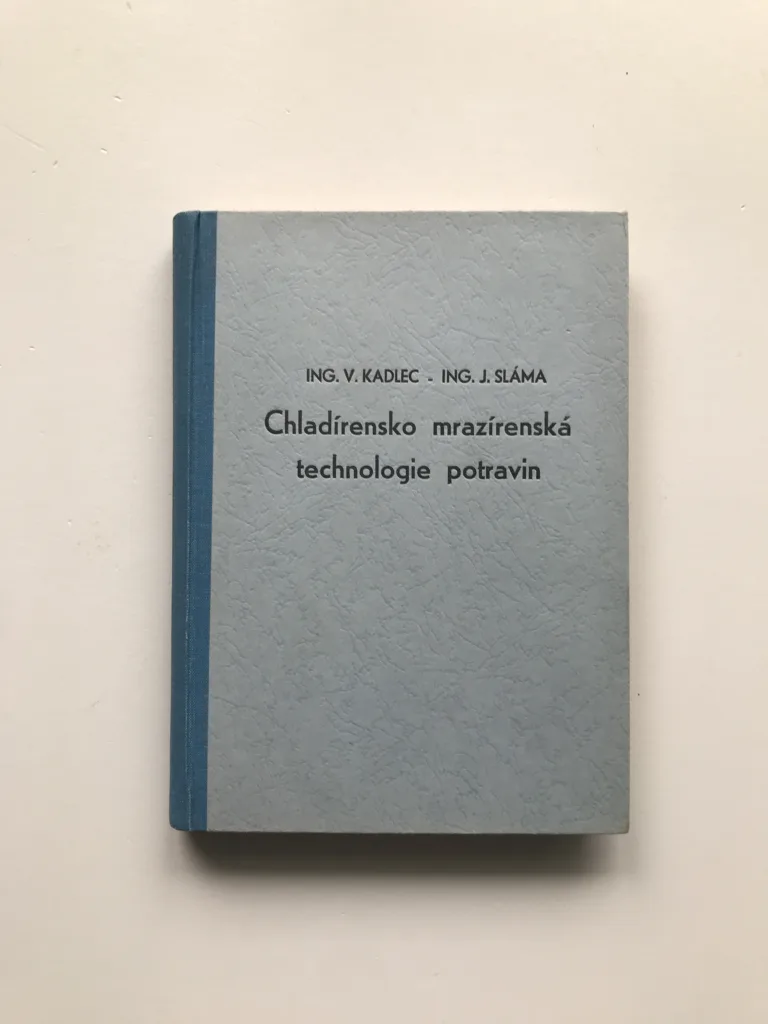 ING. V. KADLEC - ING. J. SLÁMA
Chladírensko mrazírenská
technologie potravin